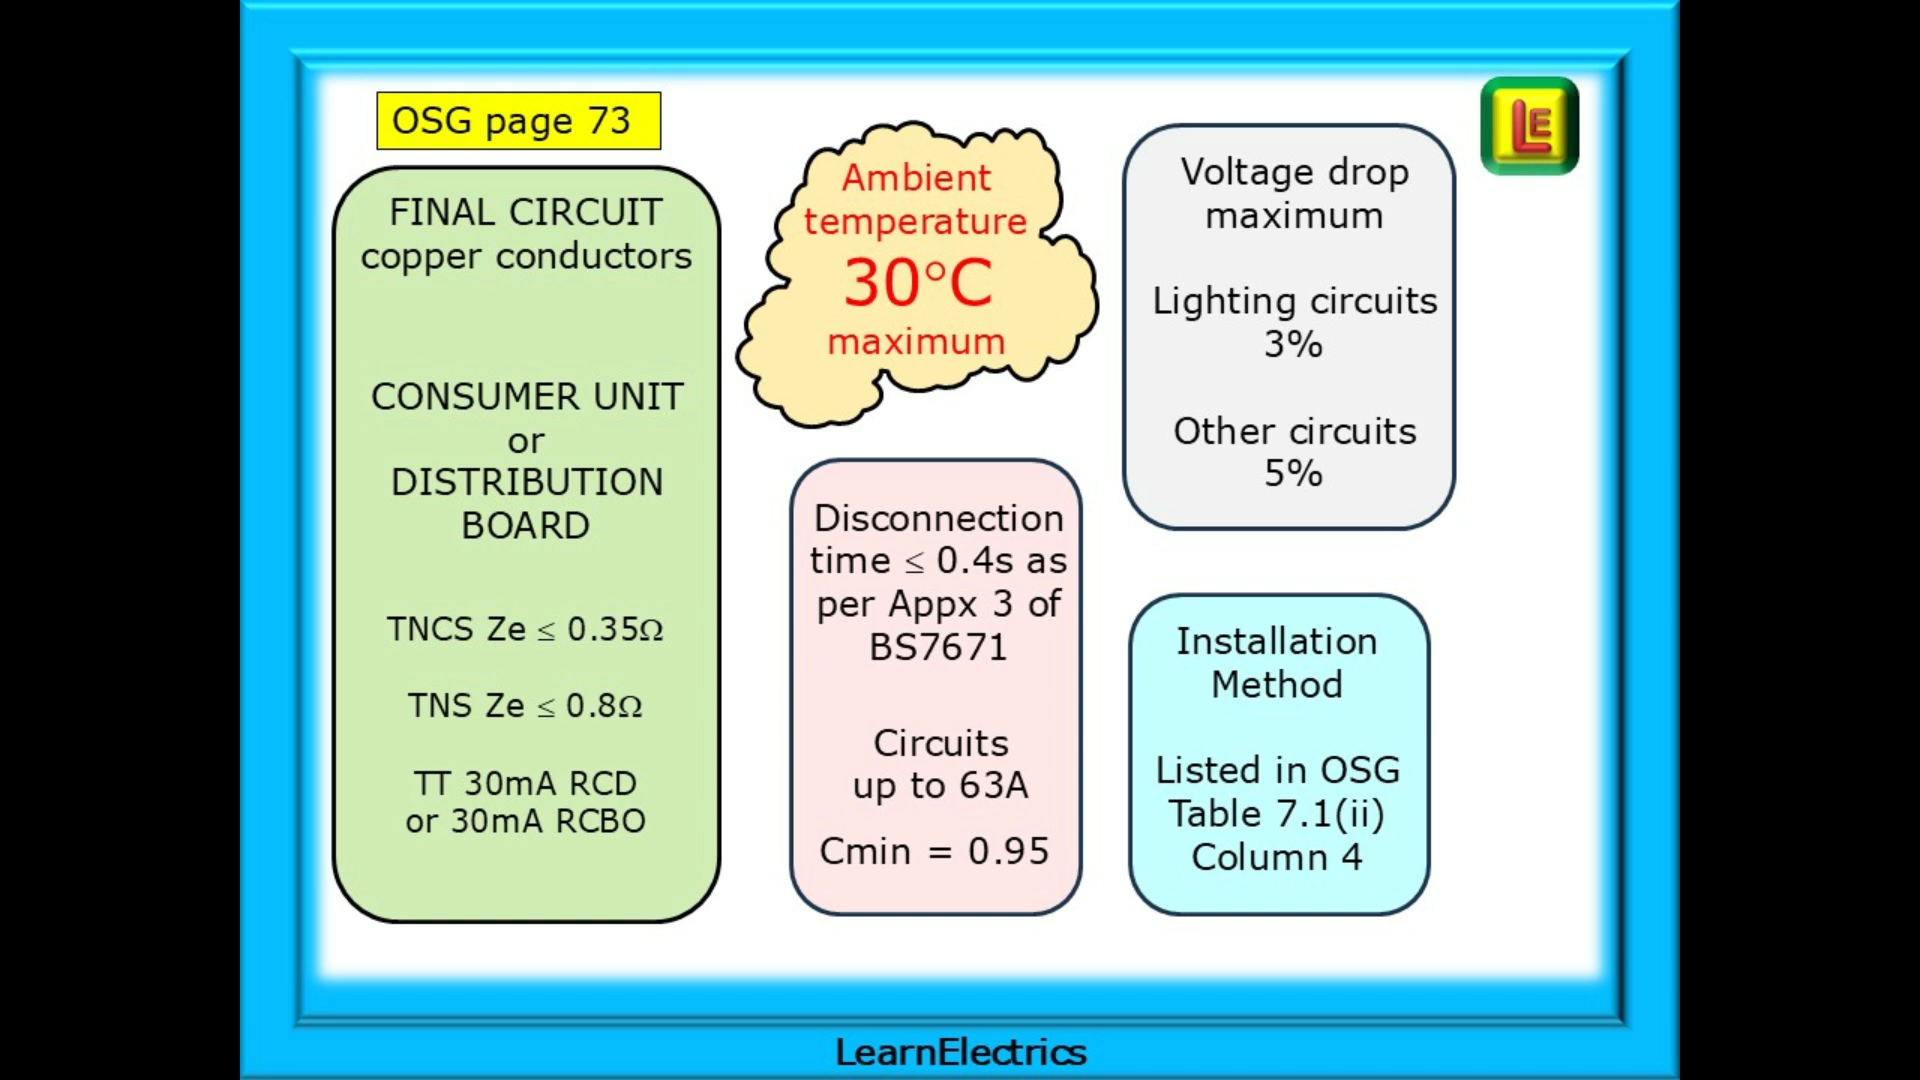 OSG page 73
FINAL CIRCUIT
copper conductors
CONSUMER UNIT
or
DISTRIBUTION
BOARD
TNCS Ze ≤ 0.35Ω
TNS Ze ≤ 0.8Ω
TT 30mA RCD
or 30mA RCBO
Ambient
temperature
30°C
maximum
Disconnection
time ≤ 0.4s as
per Appx 3 of
BS7671
Circuits
up to 63A
Cmin = 0.95
Voltage drop
maximum
Lighting circuits
3%
Other circuits
5%
Installation
Method
Listed in OSG
Table 7.1(ii)
Column 4
LE
LearnElectrics